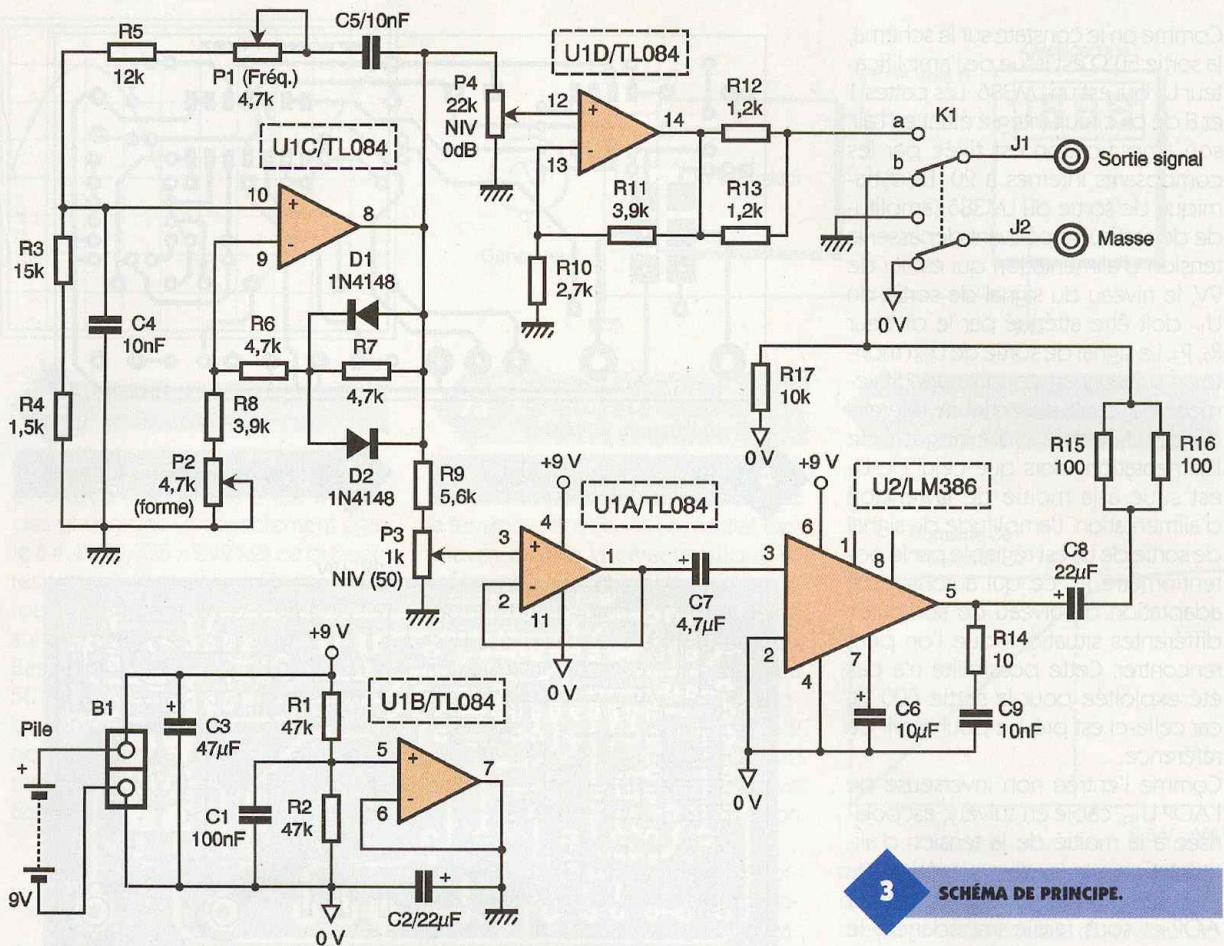 Comme on le constate sur le schéma,
R5
12k
P1 (Fréq.)
4,7k
C5/10nF
U1C/TL084
10
+
9
-
8
R3
15k
R4
1,5k
C4
10nF
D1
1N4148
R6
4,7k
R7
4,7k
R8
3,9k
P2
4,7k
(forme)
D2
1N4148
R9
5,6k
P3
1k
NIV (50)
P4
22k
NIV
0dB
U1D/TL084
12
+
13
-
14
R12
1,2k
R11
3,9k
R13
1,2k
R10
2,7k
K1
a
b
J1
Sortie signal
J2
Masse
0 V
R17
10k
0 V
R15
100
R16
100
+9 V
U1A/TL084
3
+
4
2
-
11
1
0 V
+
C7
4,7µF
+9 V
U2/LM386
3
6
1
8
2
4
7
5
+
C8
22µF
R14
10
+
C6
10µF
C9
10nF
0 V
Pile
+
9V
B1
+
C3
47µF
+9 V
R1
47k
R2
47k
C1
100nF
U1B/TL084
5
+
6
-
7
+
C2/22µF
0 V
3
SCHÉMA DE PRINCIPE.